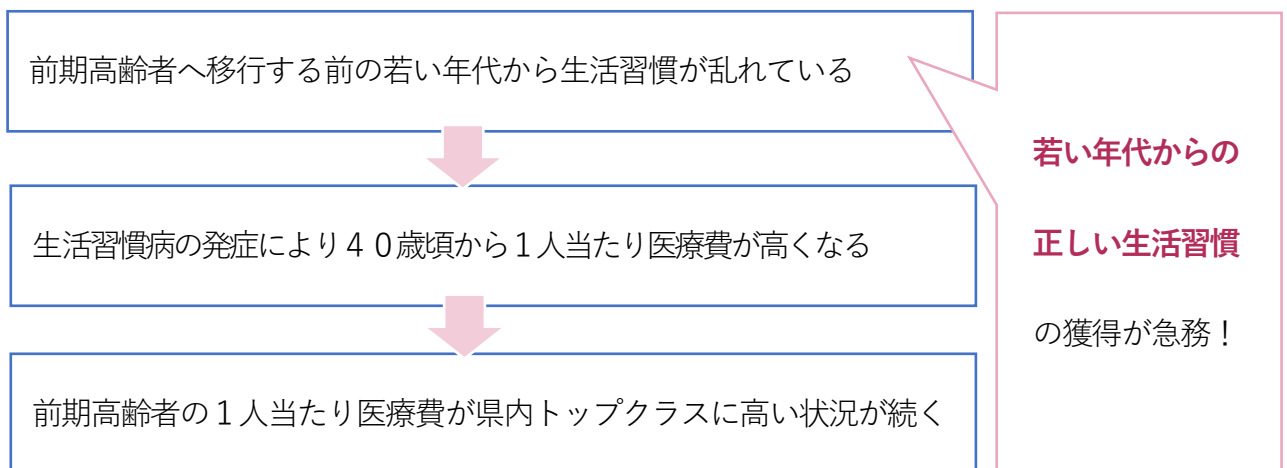 前期高齢者へ移行する前の若い年代から生活習慣が乱れている
生活習慣病の発症により４０歳頃から１人当たり医療費が高くなる
前期高齢者の１人当たり医療費が県内トップクラスに高い状況が続く
若い年代からの
正しい生活習慣
の獲得が急務！